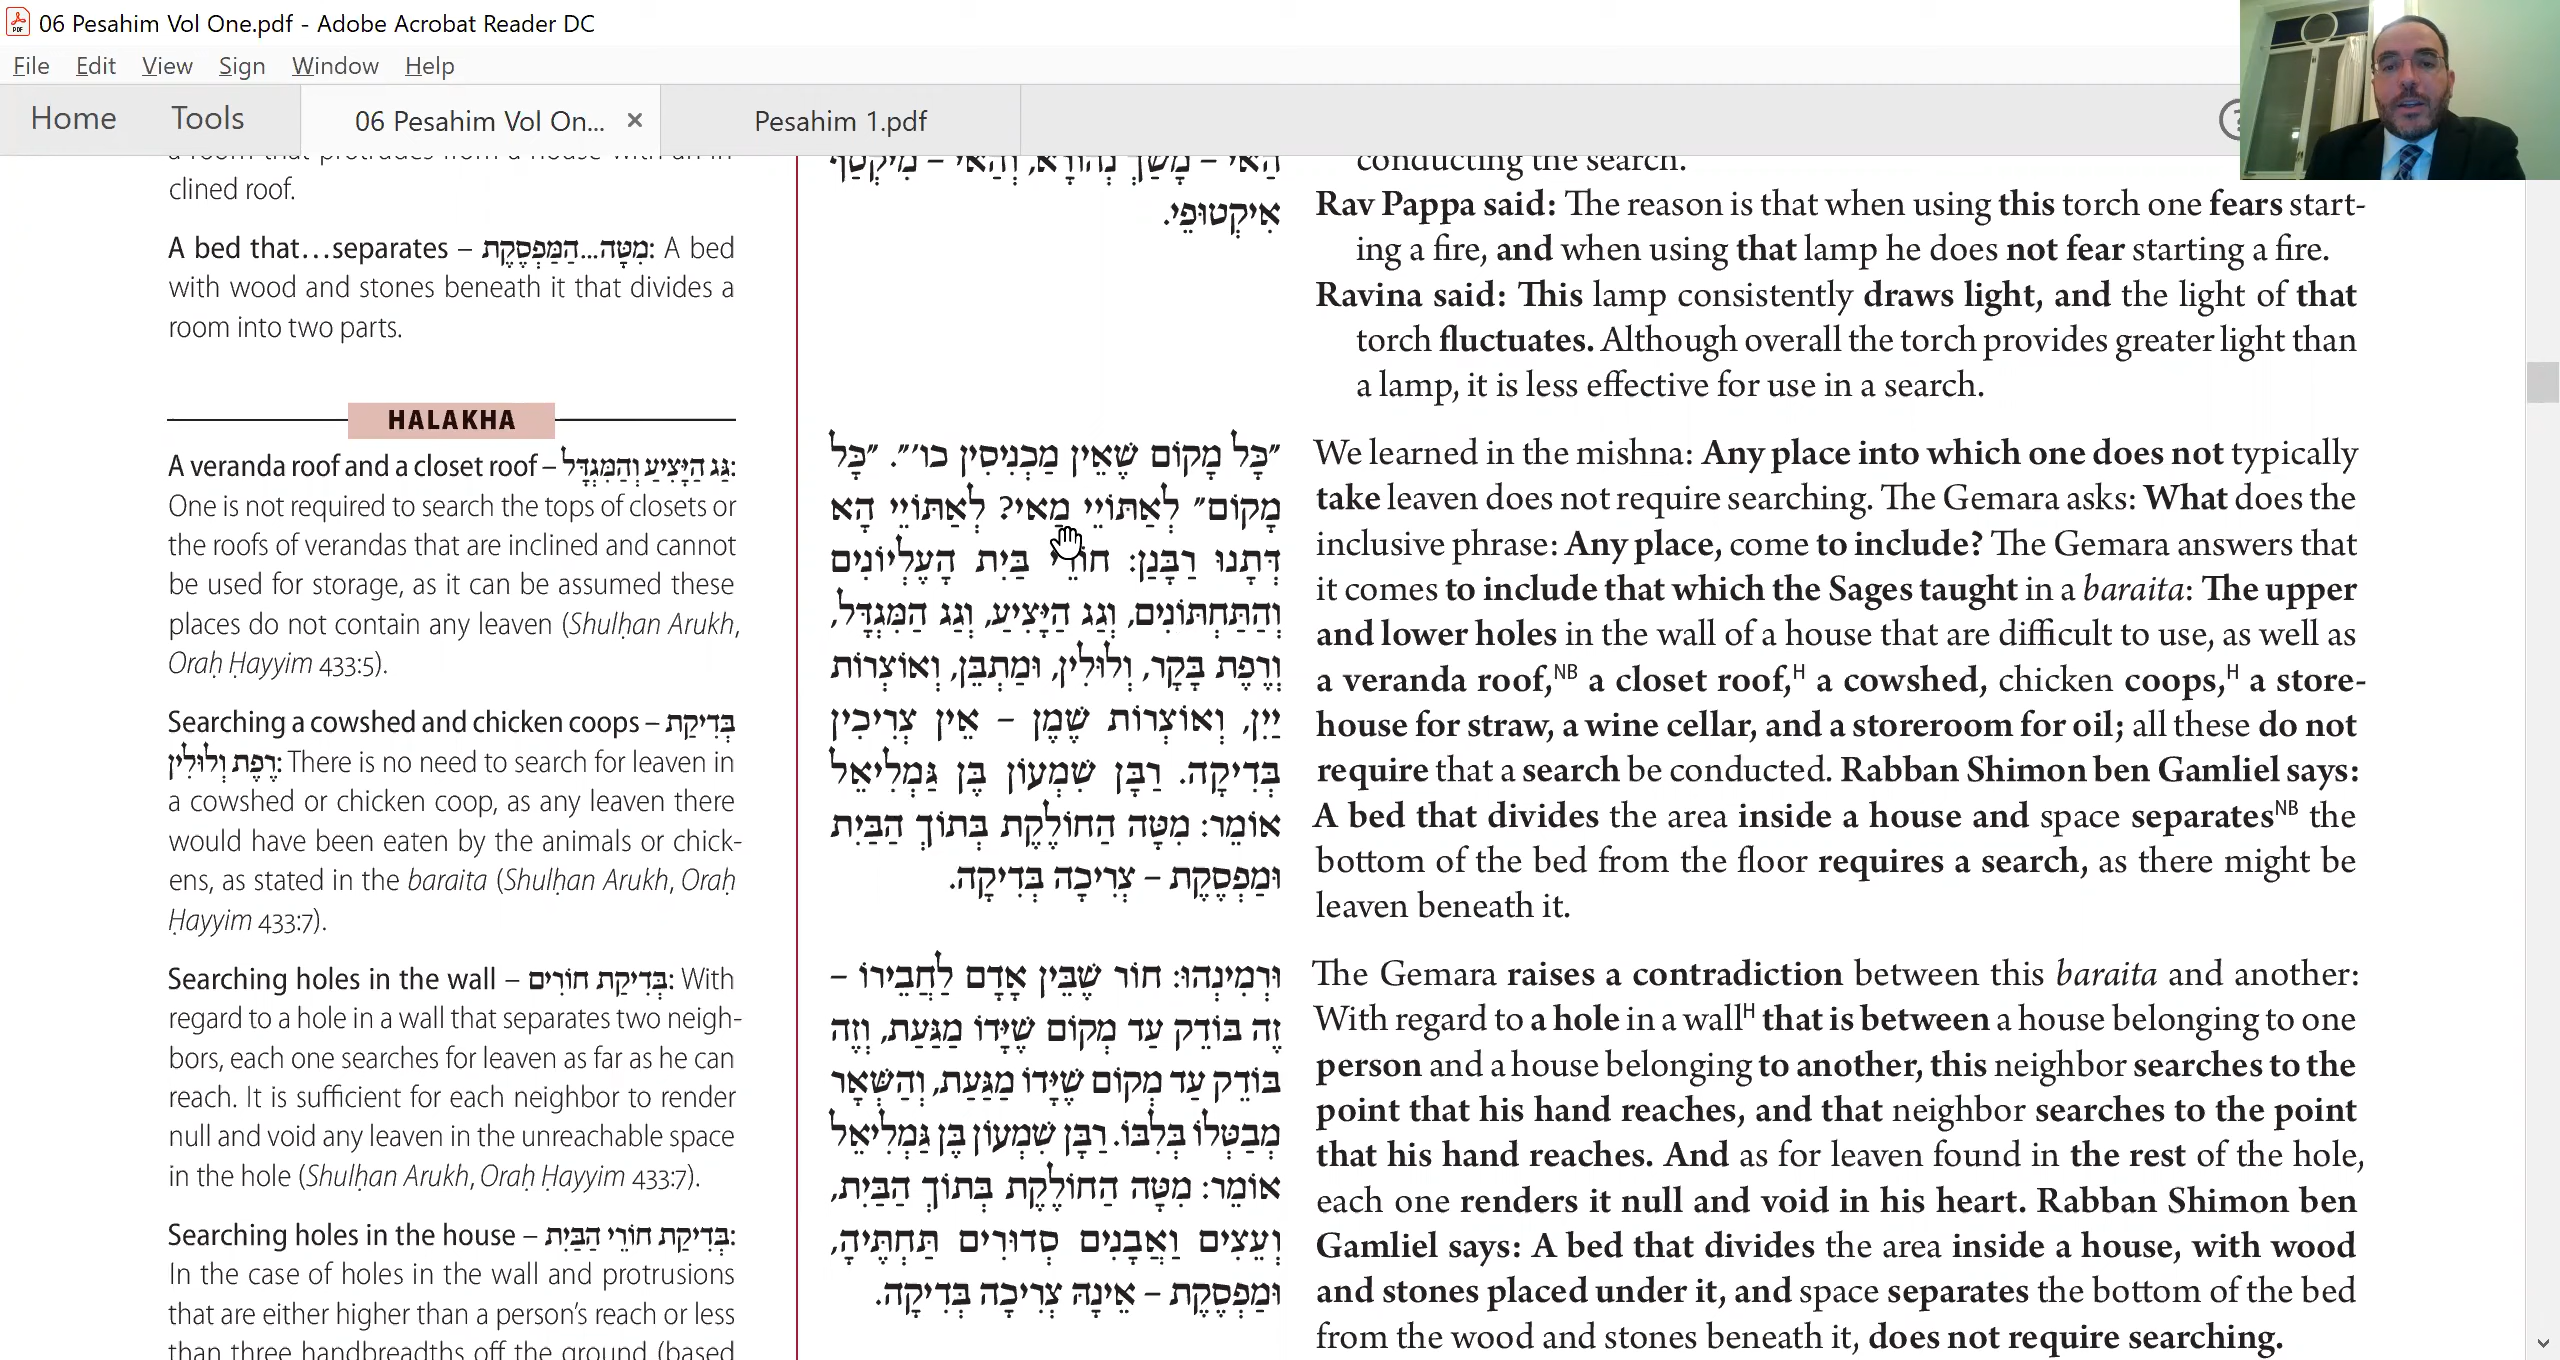 06 Pesahim Vol One.pdf - Adobe Acrobat Reader DC
File Edit View Sign Window Help
Home Tools 06 Pesahim Vol On... × Pesahim 1.pdf
a room that protrudes from a house with an in-
clined roof.
A bed that…separates – מִטָּה...הַמַּפְסֶקֶת: A bed
with wood and stones beneath it that divides a
room into two parts.
HALAKHA
A veranda roof and a closet roof – גַּג הַיָּצִיעַ וְהַמִּגְדָּל:
One is not required to search the tops of closets or
the roofs of verandas that are inclined and cannot
be used for storage, as it can be assumed these
places do not contain any leaven (Shulḥan Arukh,
Oraḥ Ḥayyim 433:5).
Searching a cowshed and chicken coops – בְּדִיקַת
רֶפֶת וְלוּלִין: There is no need to search for leaven in
a cowshed or chicken coop, as any leaven there
would have been eaten by the animals or chick-
ens, as stated in the baraita (Shulḥan Arukh, Oraḥ
Ḥayyim 433:7).
Searching holes in the wall – בְּדִיקַת חוֹרִים: With
regard to a hole in a wall that separates two neigh-
bors, each one searches for leaven as far as he can
reach. It is sufficient for each neighbor to render
null and void any leaven in the unreachable space
in the hole (Shulḥan Arukh, Oraḥ Ḥayyim 433:7).
Searching holes in the house – בְּדִיקַת חוֹרֵי הַבַּיִת:
In the case of holes in the wall and protrusions
that are either higher than a person's reach or less
than three handbreadths off the ground (based
הַאי – מָשַׁךְ נְהוֹרָא, וְהַאי – מִיקְטַף
אִיקְטוּפֵי.
״כׇּל מָקוֹם שֶׁאֵין מַכְנִיסִין כו׳״. ״כׇּל
מָקוֹם״ לְאַתּוֹיֵי מַאי? לְאַתּוֹיֵי הָא
דְּתָנוּ רַבָּנַן: חוֹרֵי בַּיִת הָעֶלְיוֹנִים
וְהַתַּחְתּוֹנִים, וְגַג הַיָּצִיעַ, וְגַג הַמִּגְדָּל,
וְרֶפֶת בָּקָר, וְלוּלִין, וּמַתְבֵּן, וְאוֹצְרוֹת
יַיִן, וְאוֹצְרוֹת שֶׁמֶן – אֵין צְרִיכִין
בְּדִיקָה. רַבָּן שִׁמְעוֹן בֶּן גַּמְלִיאֵל
אוֹמֵר: מִטָּה הַחוֹלֶקֶת בְּתוֹךְ הַבַּיִת
וּמַפְסֶקֶת – צְרִיכָה בְּדִיקָה.
וּרְמִינְהוּ: חוֹר שֶׁבֵּין אָדָם לַחֲבֵירוֹ –
זֶה בּוֹדֵק עַד מְקוֹם שֶׁיָּדוֹ מַגַּעַת, וְזֶה
בּוֹדֵק עַד מְקוֹם שֶׁיָּדוֹ מַגַּעַת, וְהַשְּׁאָר
מְבַטְּלוֹ בְּלִבּוֹ. רַבָּן שִׁמְעוֹן בֶּן גַּמְלִיאֵל
אוֹמֵר: מִטָּה הַחוֹלֶקֶת בְּתוֹךְ הַבַּיִת,
וְעֵצִים וַאֲבָנִים סְדוּרִים תַּחְתֶּיהָ,
וּמַפְסֶקֶת – אֵינָהּ צְרִיכָה בְּדִיקָה.
conducting the search.
Rav Pappa said: The reason is that when using this torch one fears start-
ing a fire, and when using that lamp he does not fear starting a fire.
Ravina said: This lamp consistently draws light, and the light of that
torch fluctuates. Although overall the torch provides greater light than
a lamp, it is less effective for use in a search.
We learned in the mishna: Any place into which one does not typically
take leaven does not require searching. The Gemara asks: What does the
inclusive phrase: Any place, come to include? The Gemara answers that
it comes to include that which the Sages taught in a baraita: The upper
and lower holes in the wall of a house that are difficult to use, as well as
a veranda roof,NB a closet roof,H a cowshed, chicken coops,H a store-
house for straw, a wine cellar, and a storeroom for oil; all these do not
require that a search be conducted. Rabban Shimon ben Gamliel says:
A bed that divides the area inside a house and space separatesNB the
bottom of the bed from the floor requires a search, as there might be
leaven beneath it.
The Gemara raises a contradiction between this baraita and another:
With regard to a hole in a wallH that is between a house belonging to one
person and a house belonging to another, this neighbor searches to the
point that his hand reaches, and that neighbor searches to the point
that his hand reaches. And as for leaven found in the rest of the hole,
each one renders it null and void in his heart. Rabban Shimon ben
Gamliel says: A bed that divides the area inside a house, with wood
and stones placed under it, and space separates the bottom of the bed
from the wood and stones beneath it, does not require searching.